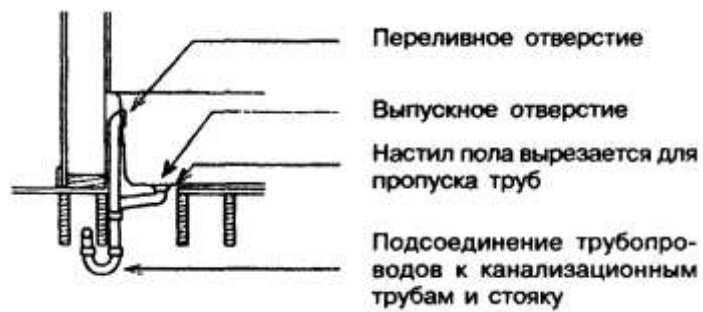 Переливное отверстие
Выпускное отверстие
Настил пола вырезается для
пропуска труб
Подсоединение трубопро-
водов к канализационным
трубам и стояку